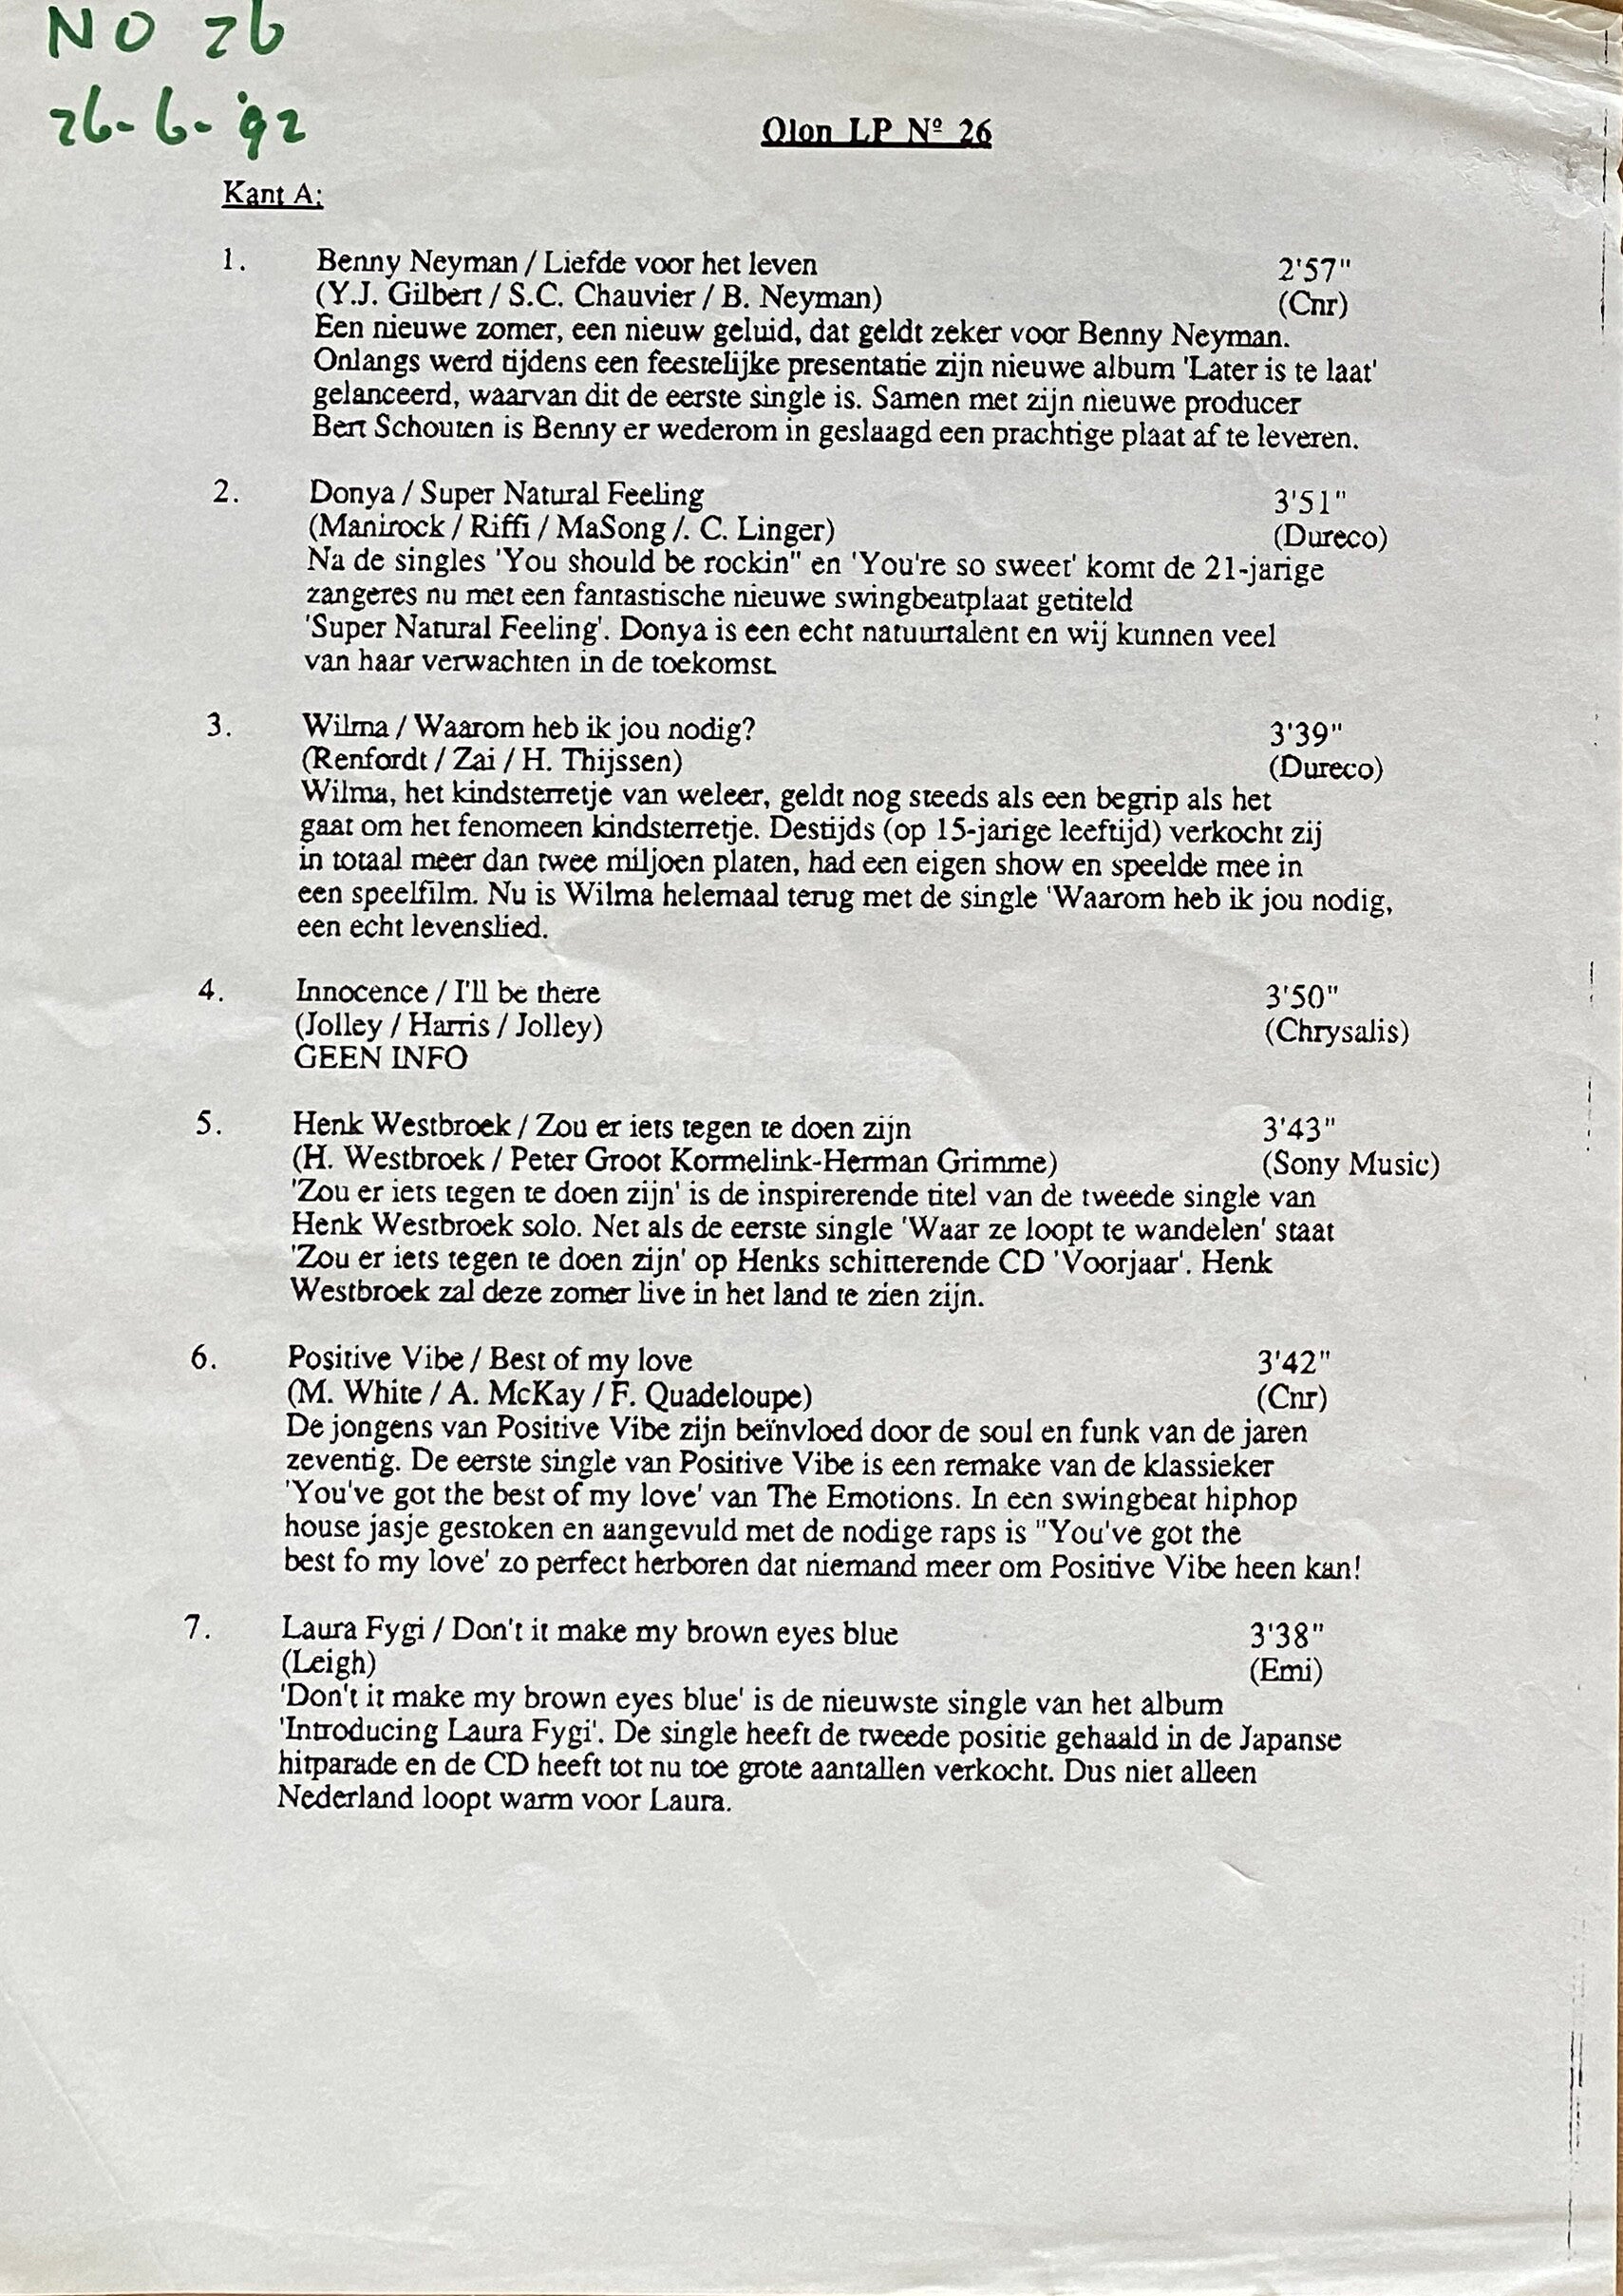 NO 26
26-6-'92
Olon LP Nº 26
Kant A:
1. Benny Neyman / Liefde voor het leven 2'57"
(Y.J. Gilbert / S.C. Chauvier / B. Neyman) (Cnr)
Een nieuwe zomer, een nieuw geluid, dat geldt zeker voor Benny Neyman.
Onlangs werd tijdens een feestelijke presentatie zijn nieuwe album 'Later is te laat'
gelanceerd, waarvan dit de eerste single is. Samen met zijn nieuwe producer
Bert Schouten is Benny er wederom in geslaagd een prachtige plaat af te leveren.
2. Donya / Super Natural Feeling 3'51"
(Manirock / Riffi / MaSong /. C. Linger) (Dureco)
Na de singles 'You should be rockin" en 'You're so sweet' komt de 21-jarige
zangeres nu met een fantastische nieuwe swingbeatplaat getiteld
'Super Natural Feeling'. Donya is een echt natuurtalent en wij kunnen veel
van haar verwachten in de toekomst.
3. Wilma / Waarom heb ik jou nodig? 3'39"
(Renfordt / Zai / H. Thijssen) (Dureco)
Wilma, het kindsterretje van weleer, geldt nog steeds als een begrip als het
gaat om het fenomeen kindsterretje. Destijds (op 15-jarige leeftijd) verkocht zij
in totaal meer dan twee miljoen platen, had een eigen show en speelde mee in
een speelfilm. Nu is Wilma helemaal terug met de single 'Waarom heb ik jou nodig,
een echt levenslied.
4. Innocence / I'll be there 3'50"
(Jolley / Harris / Jolley) (Chrysalis)
GEEN INFO
5. Henk Westbroek / Zou er iets tegen te doen zijn 3'43"
(H. Westbroek / Peter Groot Kormelink-Herman Grimme) (Sony Music)
'Zou er iets tegen te doen zijn' is de inspirerende titel van de tweede single van
Henk Westbroek solo. Net als de eerste single 'Waar ze loopt te wandelen' staat
'Zou er iets tegen te doen zijn' op Henks schitterende CD 'Voorjaar'. Henk
Westbroek zal deze zomer live in het land te zien zijn.
6. Positive Vibe / Best of my love 3'42"
(M. White / A. McKay / F. Quadeloupe) (Cnr)
De jongens van Positive Vibe zijn beïnvloed door de soul en funk van de jaren
zeventig. De eerste single van Positive Vibe is een remake van de klassieker
'You've got the best of my love' van The Emotions. In een swingbeat hiphop
house jasje gestoken en aangevuld met de nodige raps is "You've got the
best fo my love' zo perfect herboren dat niemand meer om Positive Vibe heen kan!
7. Laura Fygi / Don't it make my brown eyes blue 3'38"
(Leigh) (Emi)
'Don't it make my brown eyes blue' is de nieuwste single van het album
'Introducing Laura Fygi'. De single heeft de tweede positie gehaald in de Japanse
hitparade en de CD heeft tot nu toe grote aantallen verkocht. Dus niet alleen
Nederland loopt warm voor Laura.